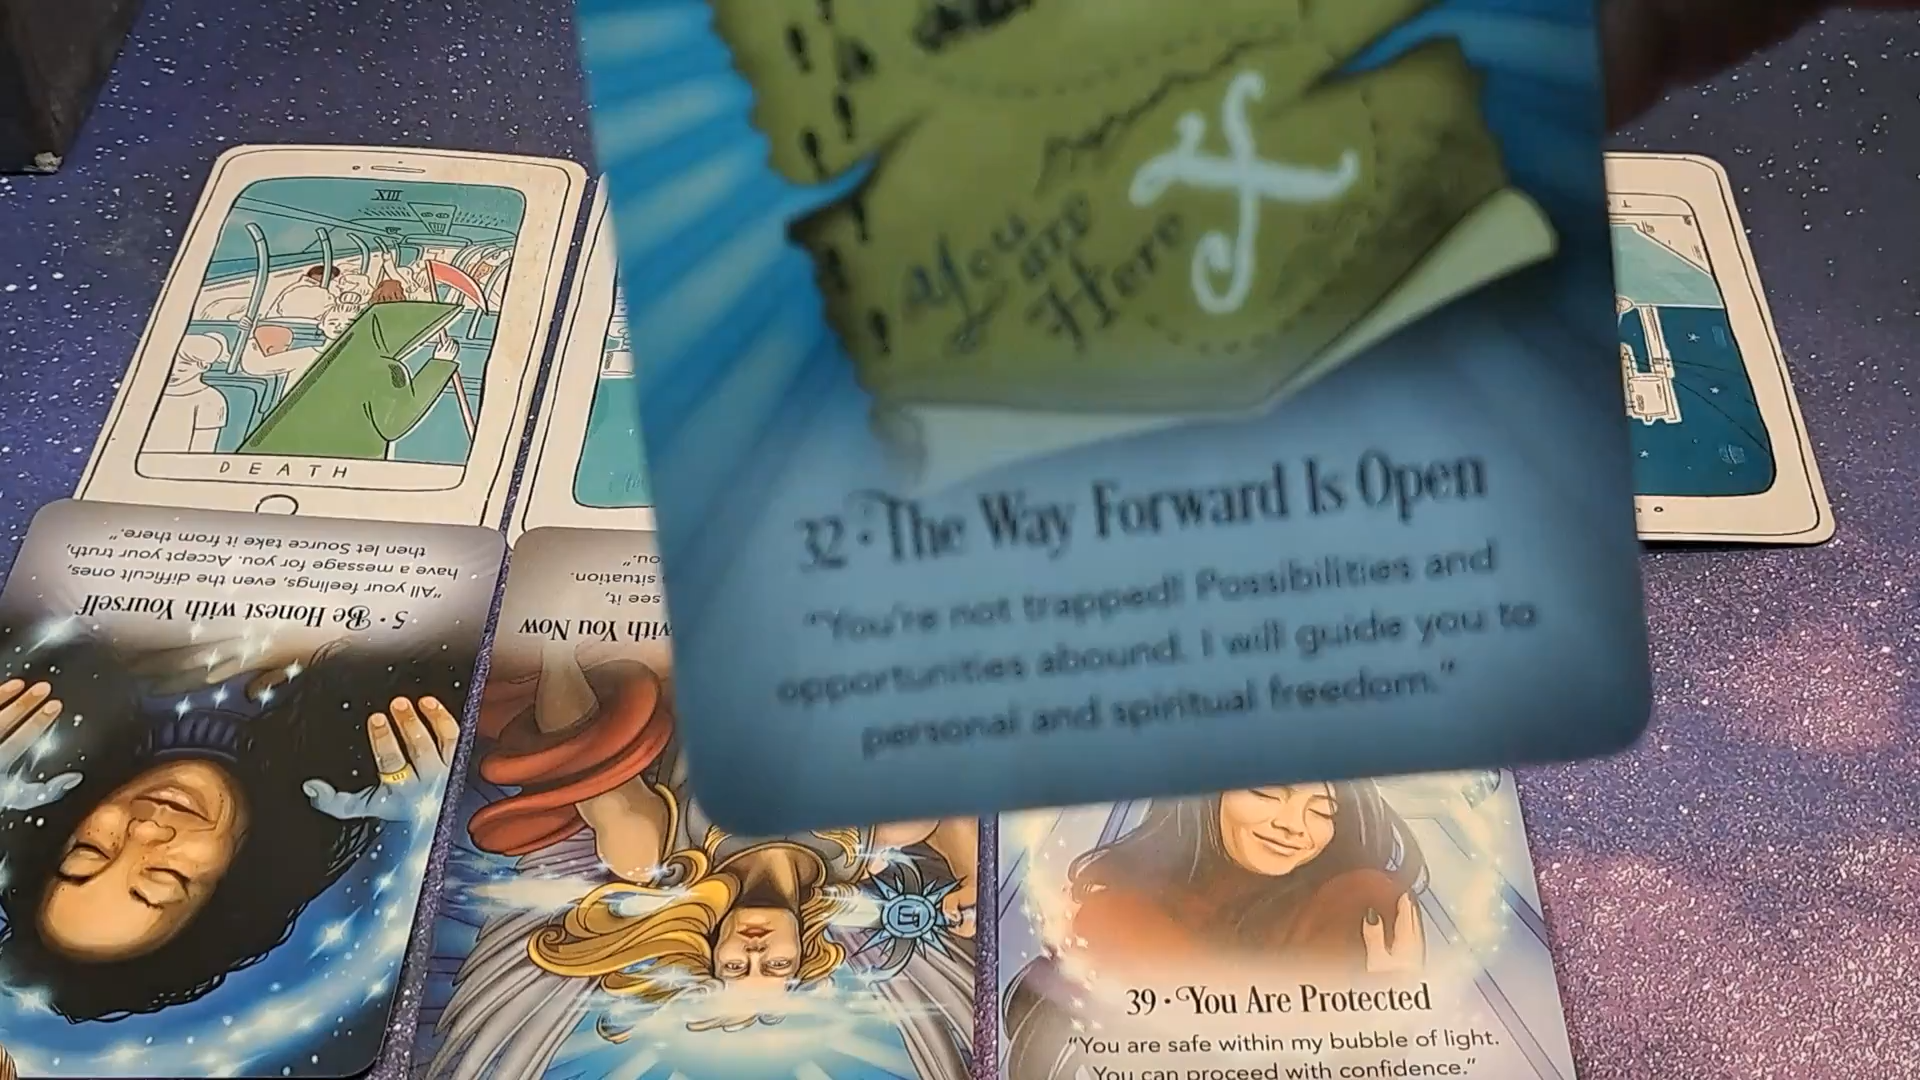 XIII
DEATH
You
are
Here
32 · The Way Forward Is Open
"You're not trapped! Possibilities and
opportunities abound. I will guide you to
personal and spiritual freedom."
5 · Be Honest with Yourself
"All your feelings, even the difficult ones,
have a message for you. Accept your truth,
then let Source take it from there."
with You Now
see it,
situation.
you."
39 · You Are Protected
"You are safe within my bubble of light.
You can proceed with confidence."